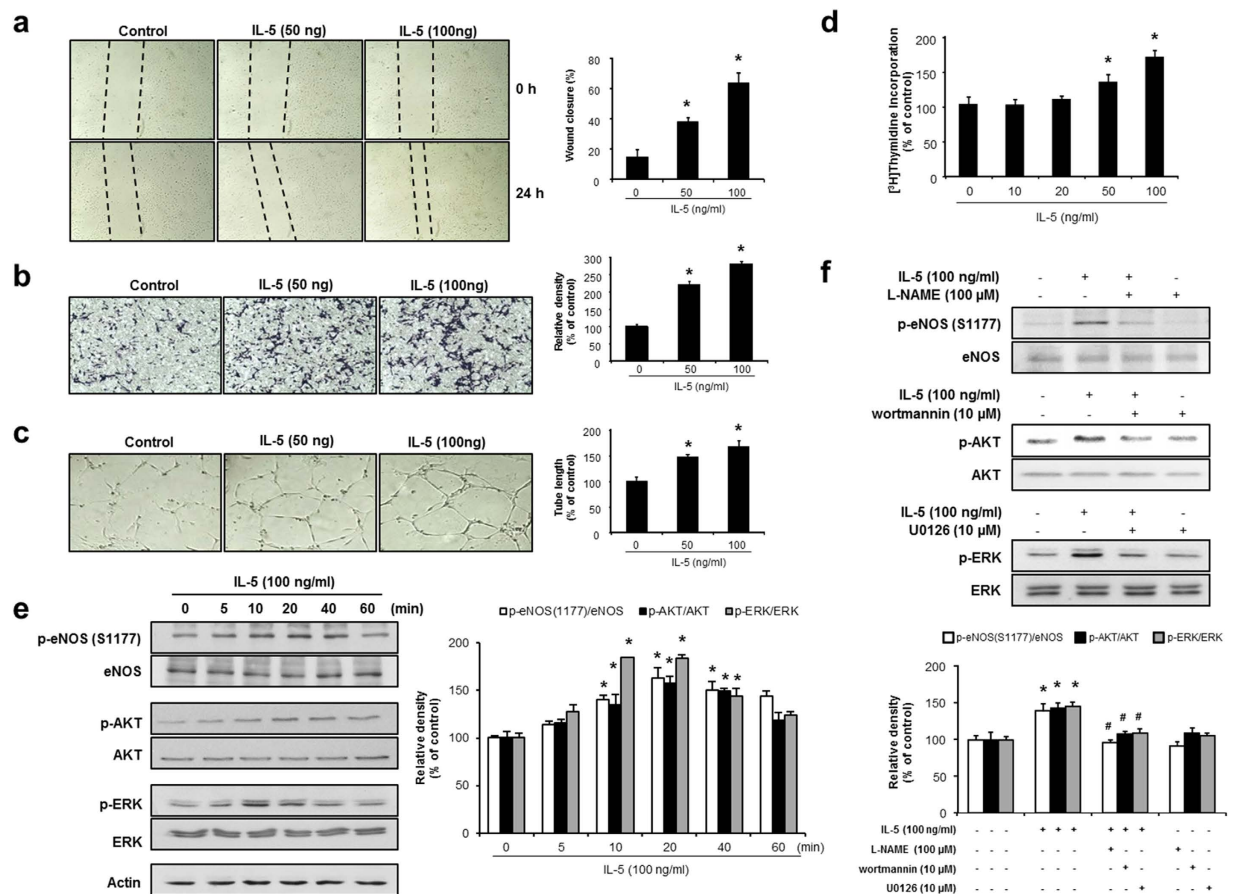 a
Control
IL-5 (50 ng)
IL-5 (100ng)
0 h
24 h
Wound closure (%)
80
60
40
20
0
*
*
0
50
100
IL-5 (ng/ml)
b
Control
IL-5 (50 ng)
IL-5 (100ng)
Relative density
(% of control)
300
250
200
150
100
50
0
*
*
0
50
100
IL-5 (ng/ml)
c
Control
IL-5 (50 ng)
IL-5 (100ng)
Tube length
(% of control)
200
150
100
50
0
*
*
0
50
100
IL-5 (ng/ml)
d
[³H]Thymidine Incorporation
(% of control)
200
150
100
50
0
*
*
0
10
20
50
100
IL-5 (ng/ml)
e
IL-5 (100 ng/ml)
0 5 10 20 40 60 (min)
p-eNOS (S1177)
eNOS
p-AKT
AKT
p-ERK
ERK
Actin
p-eNOS(1177)/eNOS p-AKT/AKT p-ERK/ERK
Relative density
(% of control)
200
150
100
50
0
* * *
* * *
* * *
0 5 10 20 40 60 (min)
IL-5 (100 ng/ml)
f
IL-5 (100 ng/ml) - + + -
L-NAME (100 µM) - - + +
p-eNOS (S1177)
eNOS
IL-5 (100 ng/ml) - + + -
wortmannin (10 µM) - - + +
p-AKT
AKT
IL-5 (100 ng/ml) - + + -
U0126 (10 µM) - - + +
p-ERK
ERK
p-eNOS(S1177)/eNOS p-AKT/AKT p-ERK/ERK
Relative density
(% of control)
200
150
100
50
0
* * *
# # #
IL-5 (100 ng/ml) - - - + + + + + + - - -
L-NAME (100 µM) - - - - - - + - - + - -
wortmannin (10 µM) - - - - - - - + - - + -
U0126 (10 µM) - - - - - - - - + - - +